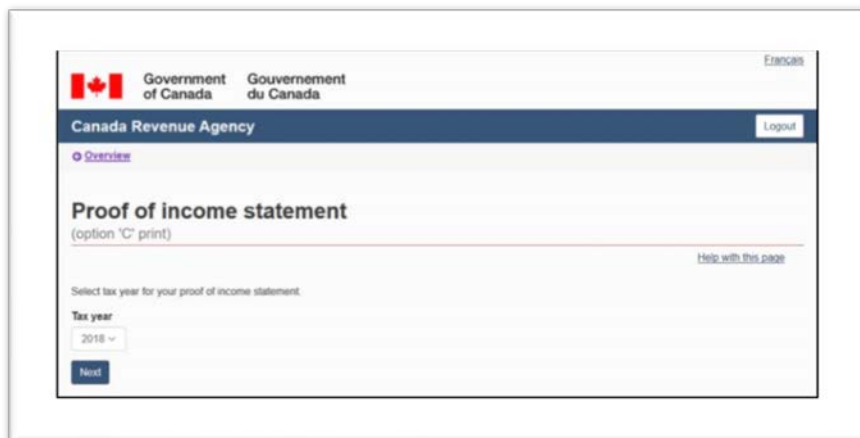 Français
Government Gouvernement
of Canada du Canada
Canada Revenue Agency
Logout
Overview
Proof of income statement
(option 'C' print)
Help with this page
Select tax year for your proof of income statement.
Tax year
2018
Next